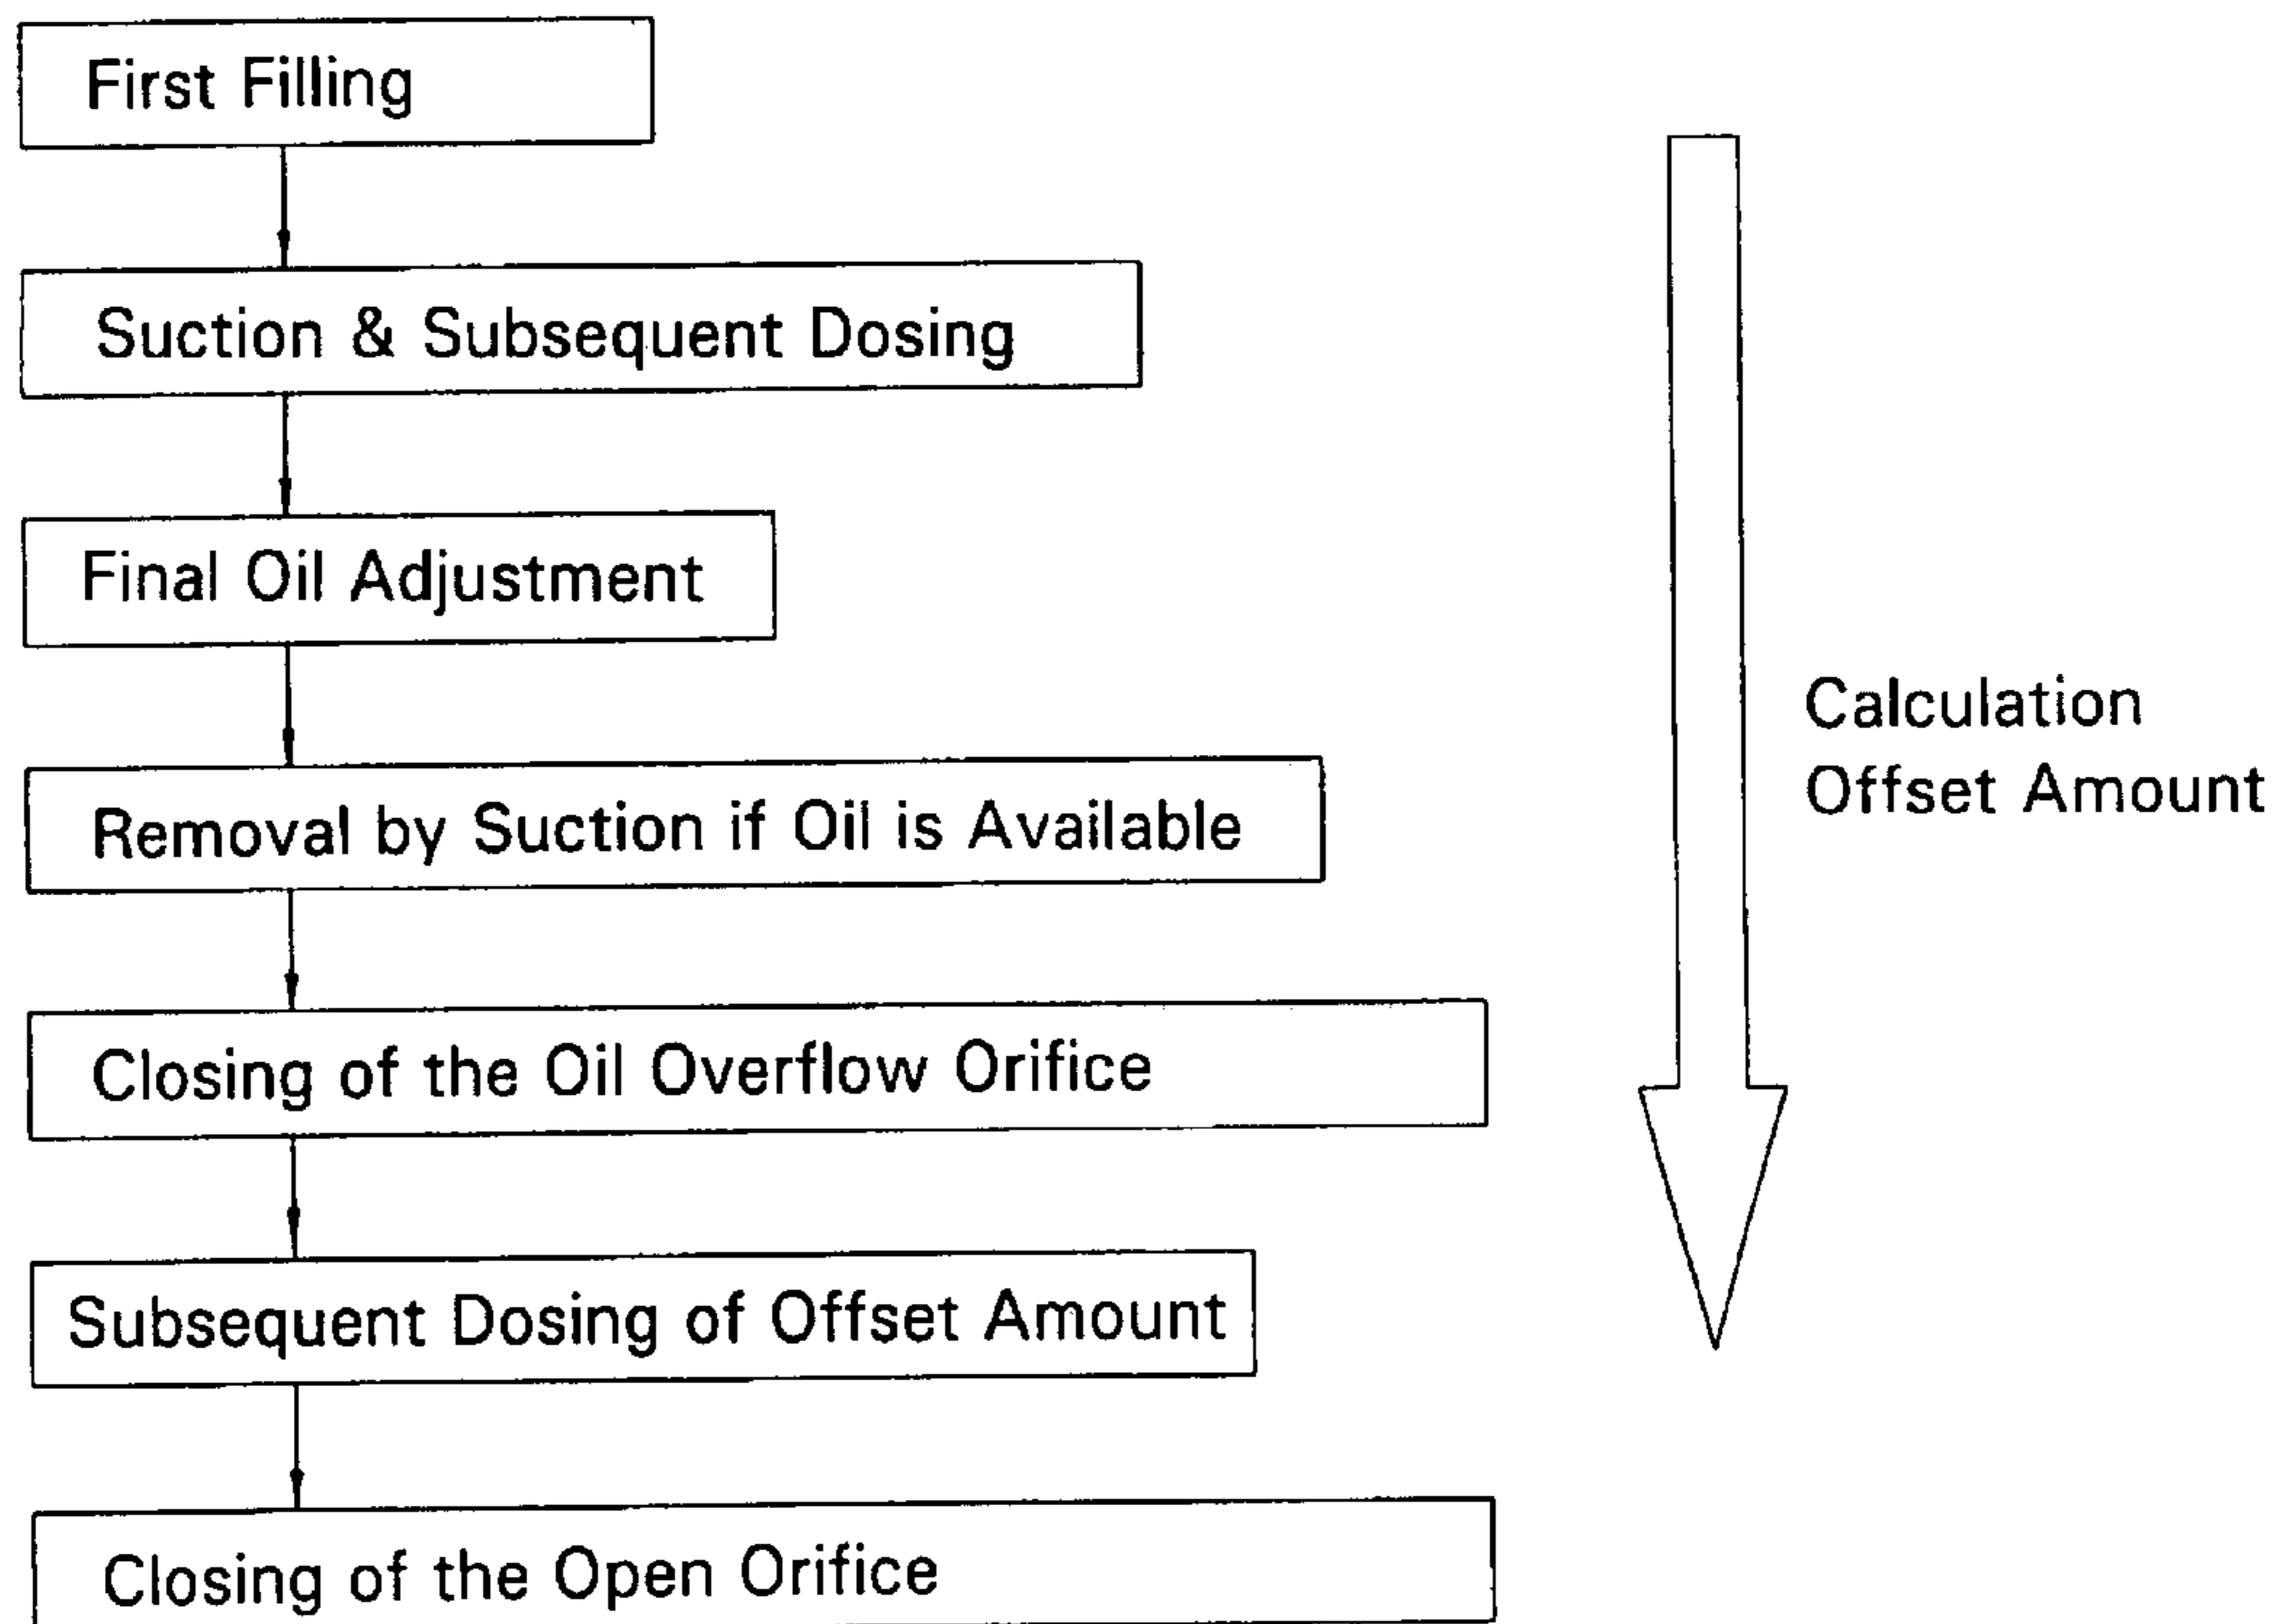 First Filling
Suction & Subsequent Dosing
Final Oil Adjustment
Calculation
Offset Amount
Removal by Suction if Oil is Available
Closing of the Oil Overflow Orifice
Subsequent Dosing of Offset Amount
Closing of the Open Orifice